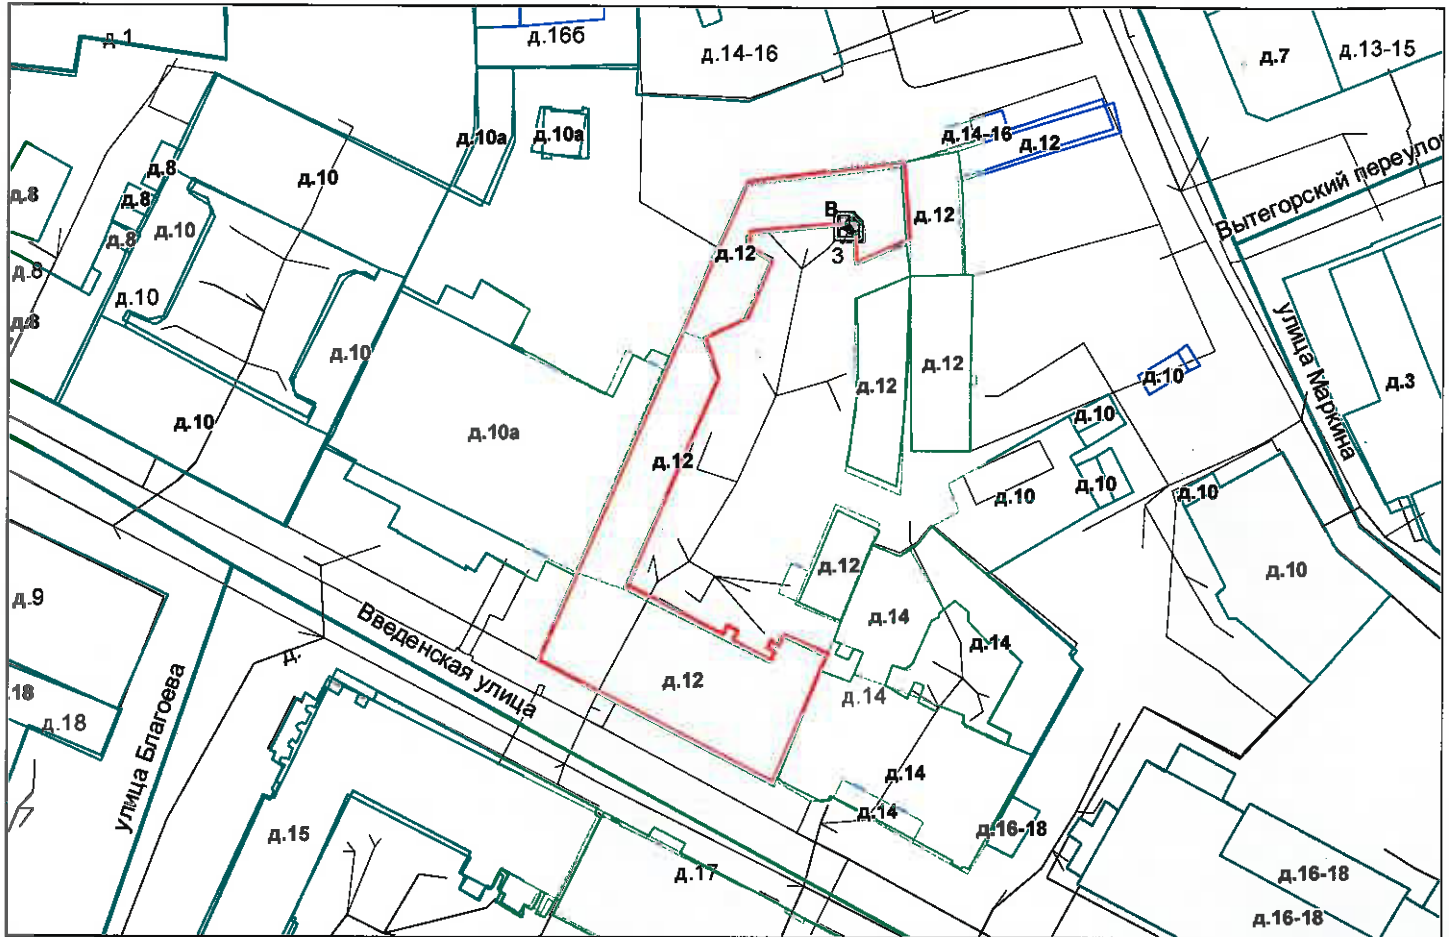 д.1
д.16б
д.14-16
д.7
д.13-15
д.10а
д.10а
д.14-16
д.12
д.8
д.10
д.8
д.8
Вытегорский переуло
В
д.12
д.10
д.8
3
д.12
д.8
д.10
д.8
улица Маркина
д.10
д.12
д.12
д.10
д.3
д.10
д.10
д.10а
д.12
д.10
д.10
д.10
д.12
д.10
д.9
Введенская улица
д.14
д.14
д.
д.12
д.14
18
д.18
улица Благоева
д.14
д.14
д.15
д.16-18
д.17
д.16-18
д.16-18